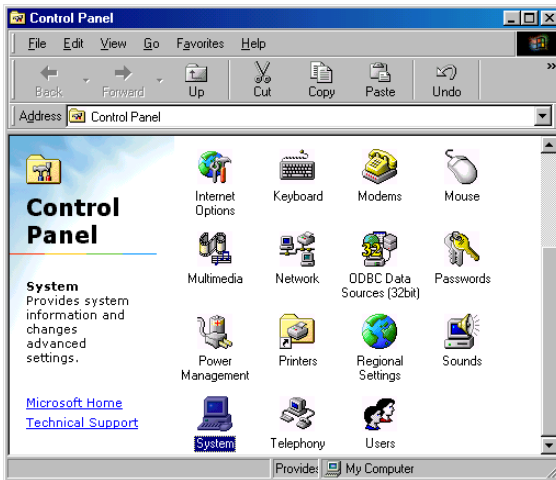 Control Panel
File Edit View Go Favorites Help
Back Forward Up Cut Copy Paste Undo »
Address Control Panel
Control
Panel
System
Provides system
information and
changes
advanced
settings.
Microsoft Home
Technical Support
Internet
Options
Keyboard
Modems
Mouse
Multimedia
Network
32
ODBC Data
Sources (32bit)
Passwords
Power
Management
Printers
Regional
Settings
Sounds
System
Telephony
Users
Provides My Computer